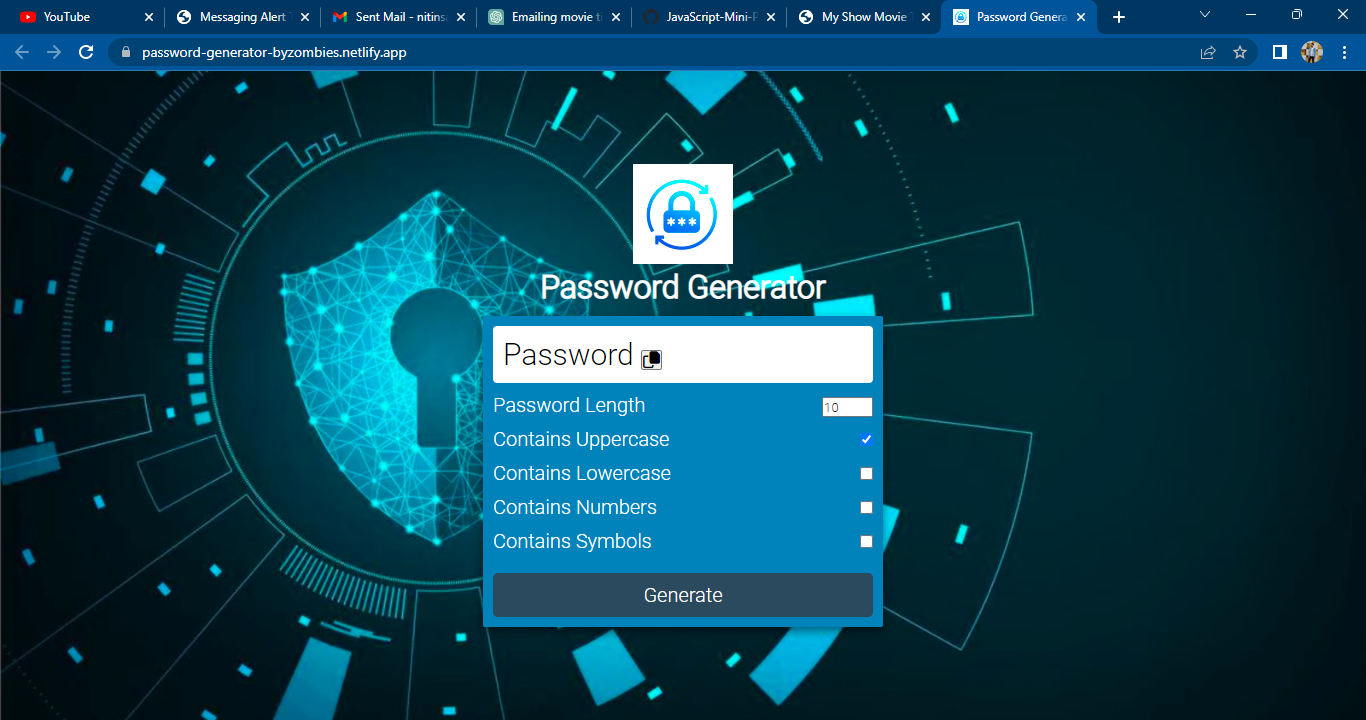 YouTube
Messaging Alert
Sent Mail - nitins
Emailing movie ti
JavaScript-Mini-P
My Show Movie
Password Genera
password-generator-byzombies.netlify.app
***
Password Generator
Password
Password Length
10
Contains Uppercase
Contains Lowercase
Contains Numbers
Contains Symbols
Generate